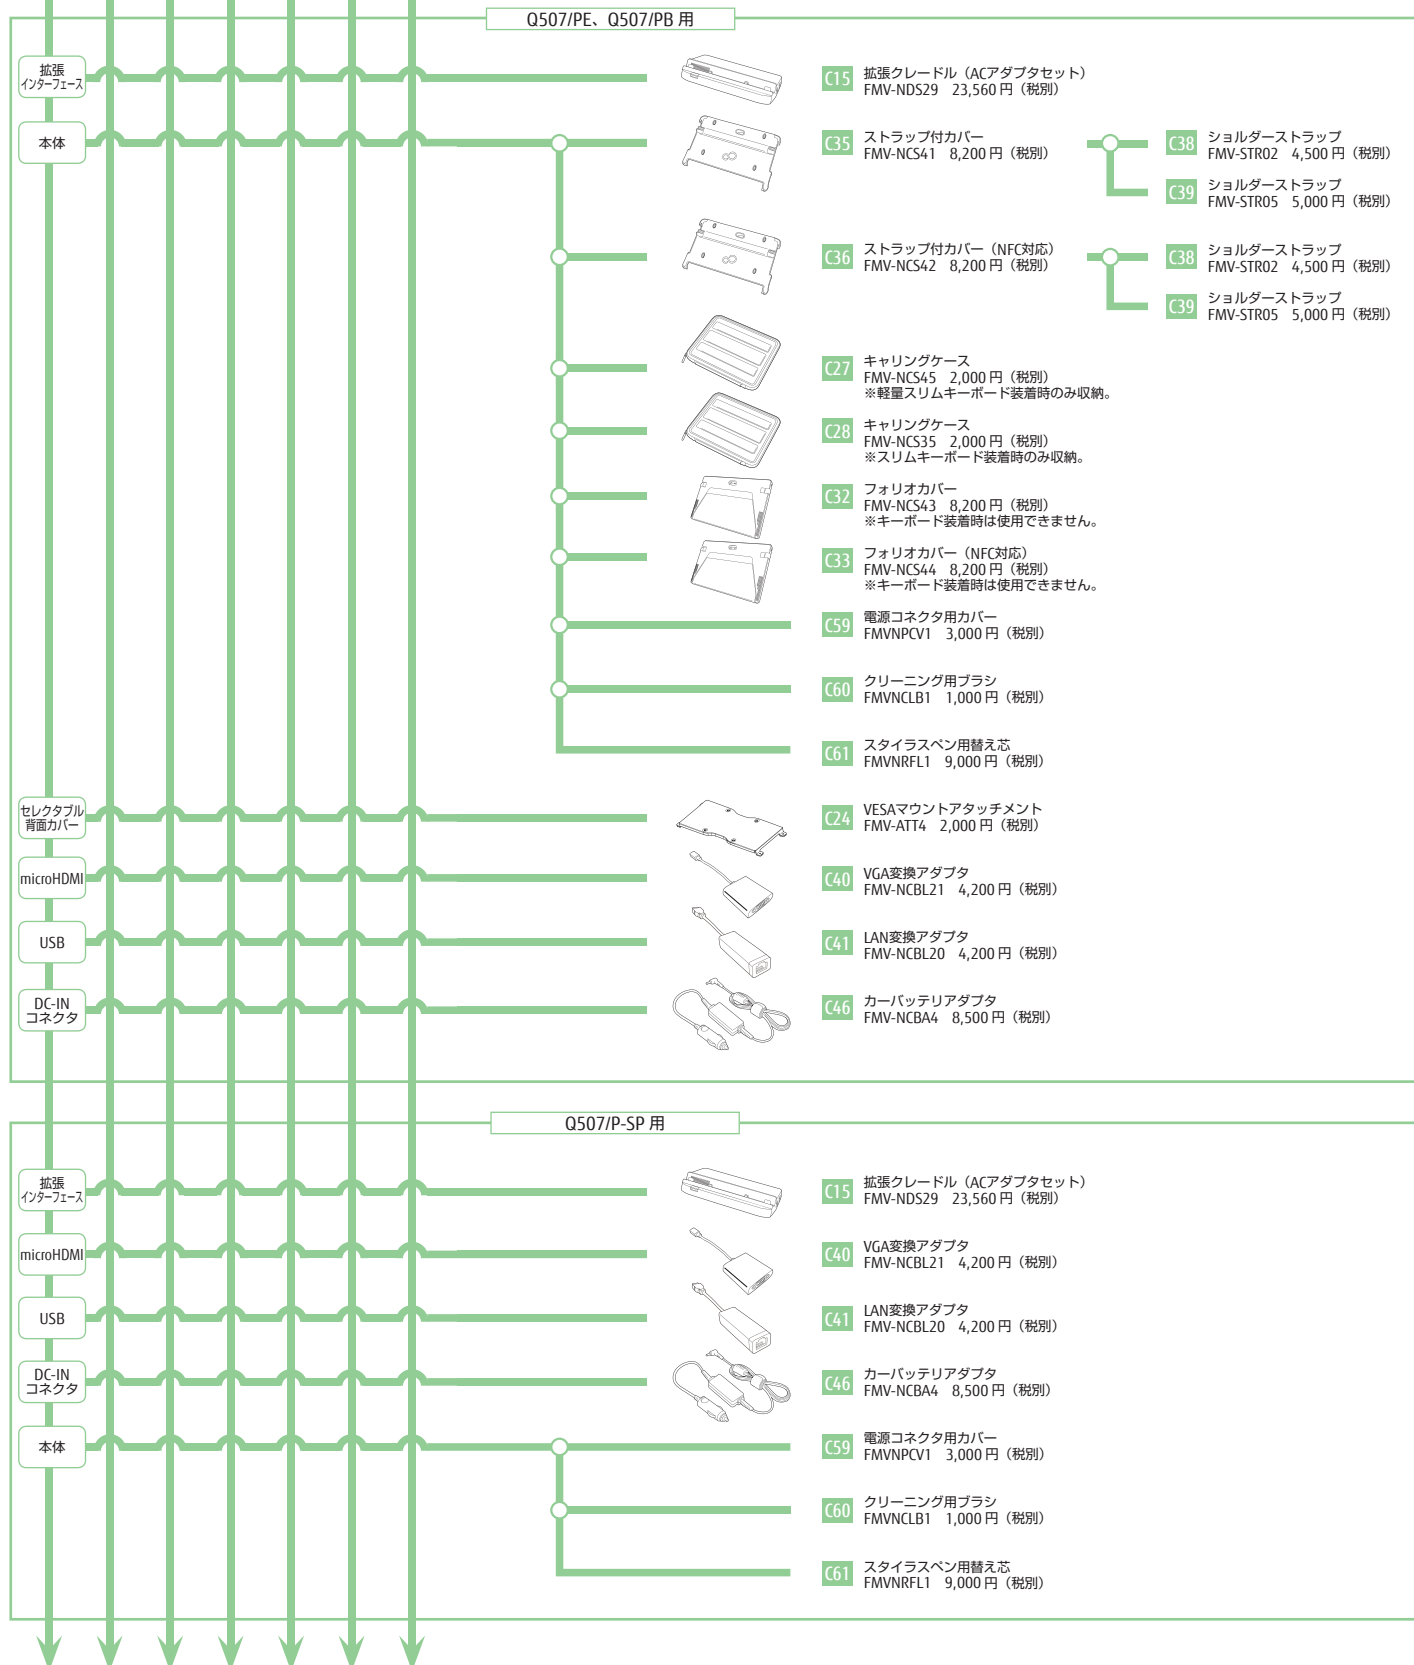 Q507/PE、Q507/PB 用
拡張
インターフェース
C15
拡張クレードル（ACアダプタセット）
FMV-NDS29 23,560 円（税別）
本体
C35
ストラップ付カバー
FMV-NCS41 8,200 円（税別）
C38
ショルダーストラップ
FMV-STR02 4,500 円（税別）
C39
ショルダーストラップ
FMV-STR05 5,000 円（税別）
C36
ストラップ付カバー（NFC対応）
FMV-NCS42 8,200 円（税別）
C38
ショルダーストラップ
FMV-STR02 4,500 円（税別）
C39
ショルダーストラップ
FMV-STR05 5,000 円（税別）
C27
キャリングケース
FMV-NCS45 2,000 円（税別）
※軽量スリムキーボード装着時のみ収納。
C28
キャリングケース
FMV-NCS35 2,000 円（税別）
※スリムキーボード装着時のみ収納。
C32
フォリオカバー
FMV-NCS43 8,200 円（税別）
※キーボード装着時は使用できません。
C33
フォリオカバー（NFC対応）
FMV-NCS44 8,200 円（税別）
※キーボード装着時は使用できません。
C59
電源コネクタ用カバー
FMVNPCV1 3,000 円（税別）
C60
クリーニング用ブラシ
FMVNCLB1 1,000 円（税別）
C61
スタイラスペン用替え芯
FMVNRFL1 9,000 円（税別）
セレクタブル
背面カバー
C24
VESAマウントアタッチメント
FMV-ATT4 2,000 円（税別）
microHDMI
C40
VGA変換アダプタ
FMV-NCBL21 4,200 円（税別）
USB
C41
LAN変換アダプタ
FMV-NCBL20 4,200 円（税別）
DC-IN
コネクタ
C46
カーバッテリアダプタ
FMV-NCBA4 8,500 円（税別）
Q507/P-SP 用
拡張
インターフェース
C15
拡張クレードル（ACアダプタセット）
FMV-NDS29 23,560 円（税別）
microHDMI
C40
VGA変換アダプタ
FMV-NCBL21 4,200 円（税別）
USB
C41
LAN変換アダプタ
FMV-NCBL20 4,200 円（税別）
DC-IN
コネクタ
C46
カーバッテリアダプタ
FMV-NCBA4 8,500 円（税別）
本体
C59
電源コネクタ用カバー
FMVNPCV1 3,000 円（税別）
C60
クリーニング用ブラシ
FMVNCLB1 1,000 円（税別）
C61
スタイラスペン用替え芯
FMVNRFL1 9,000 円（税別）